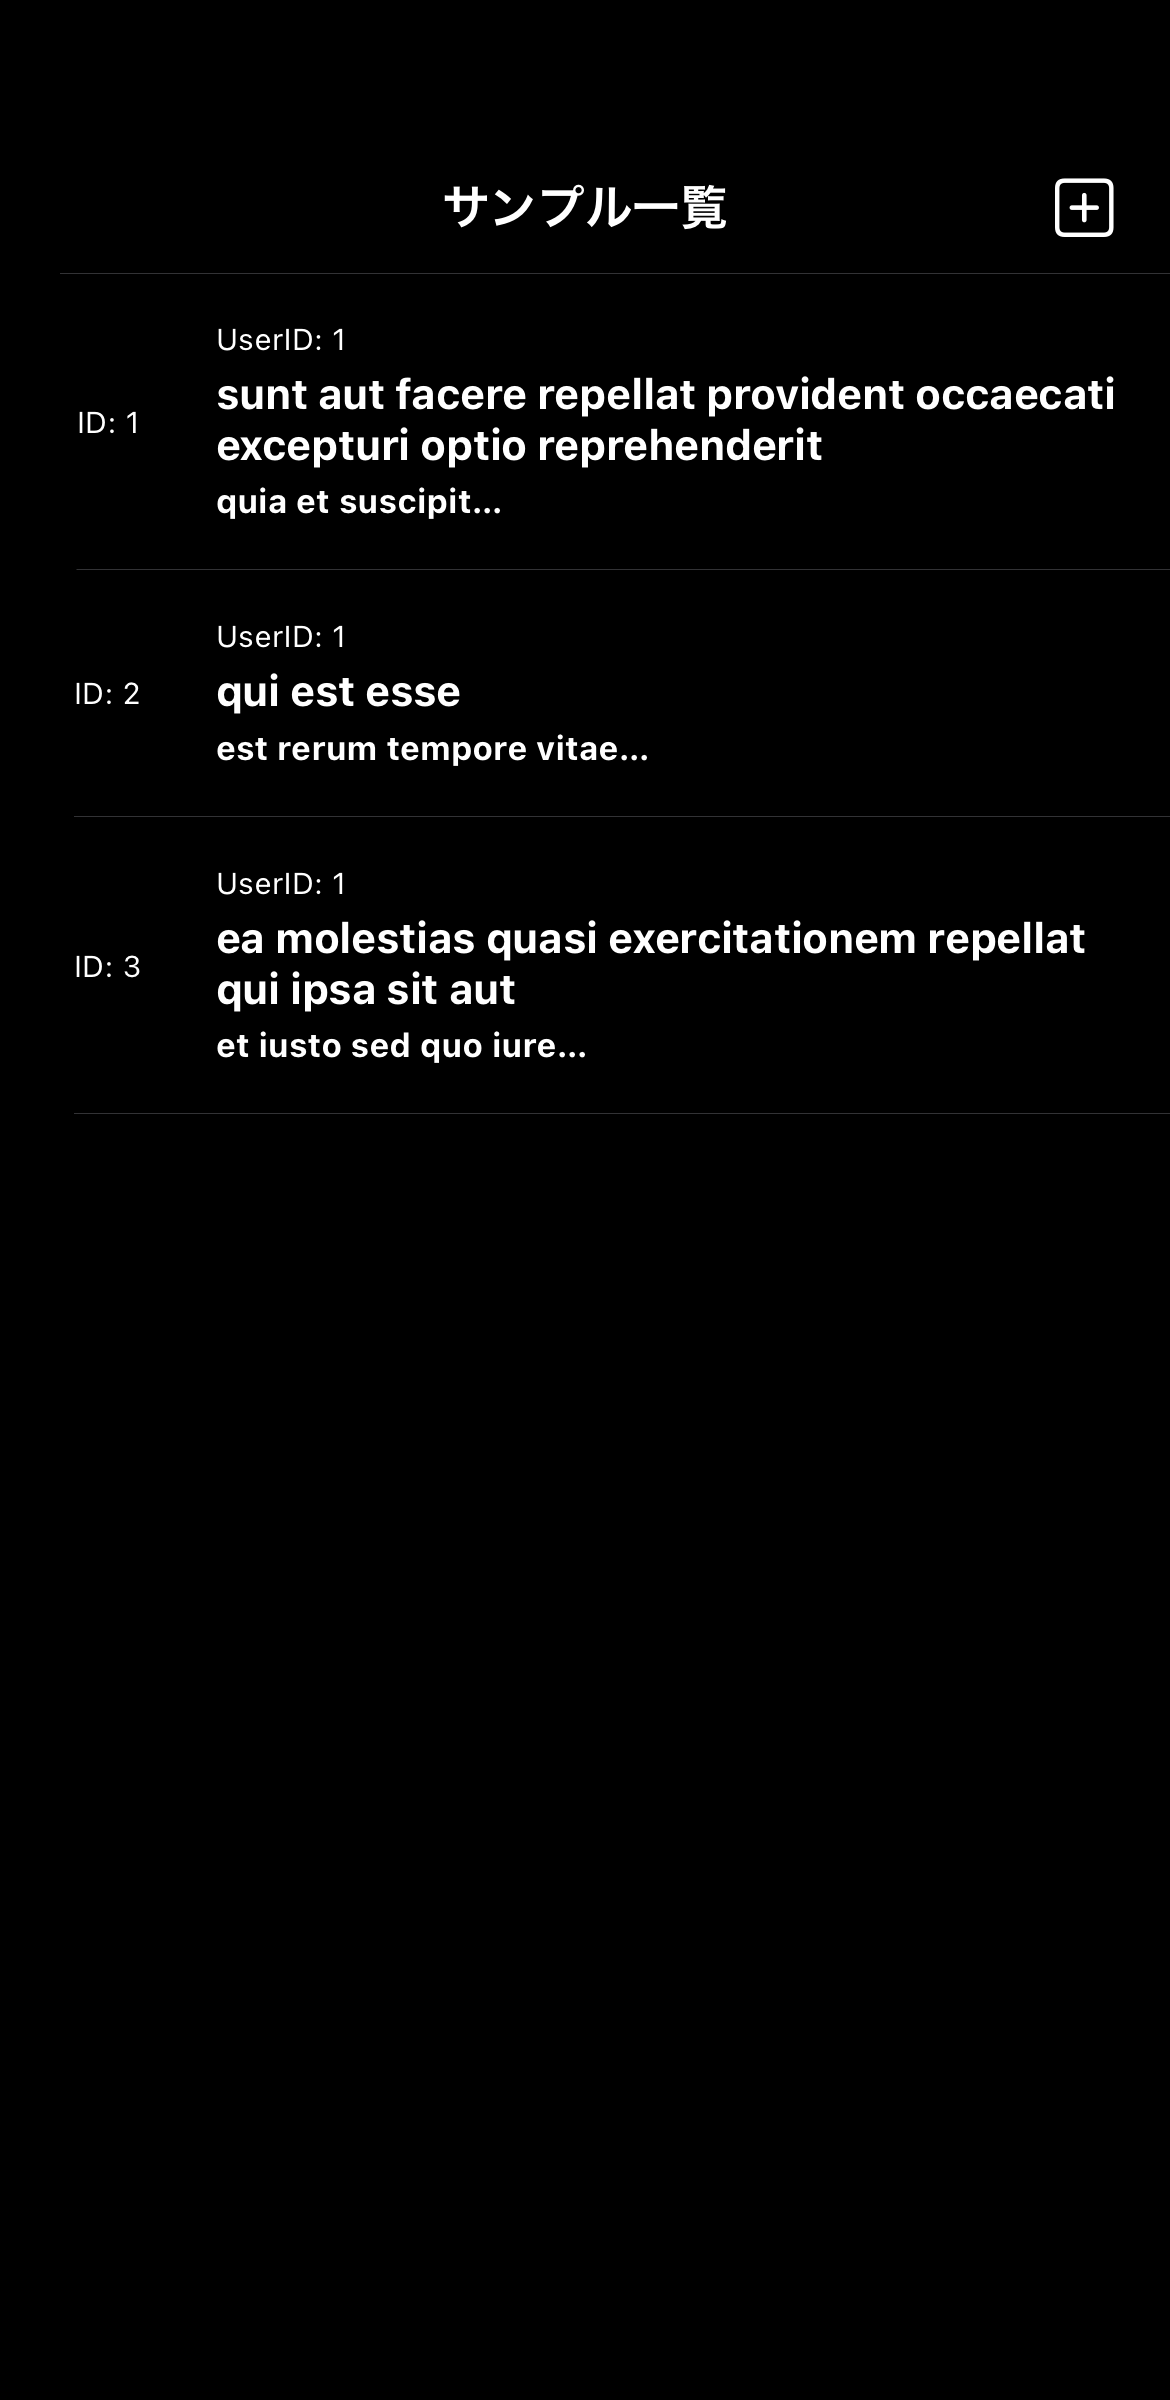 サンプル一覧
UserID: 1
sunt aut facere repellat provident occaecati
ID: 1
excepturi optio reprehenderit
quia et suscipit...
UserID: 1
ID: 2
qui est esse
est rerum tempore vitae...
UserID: 1
ea molestias quasi exercitationem repellat
ID: 3
qui ipsa sit aut
et iusto sed quo iure...